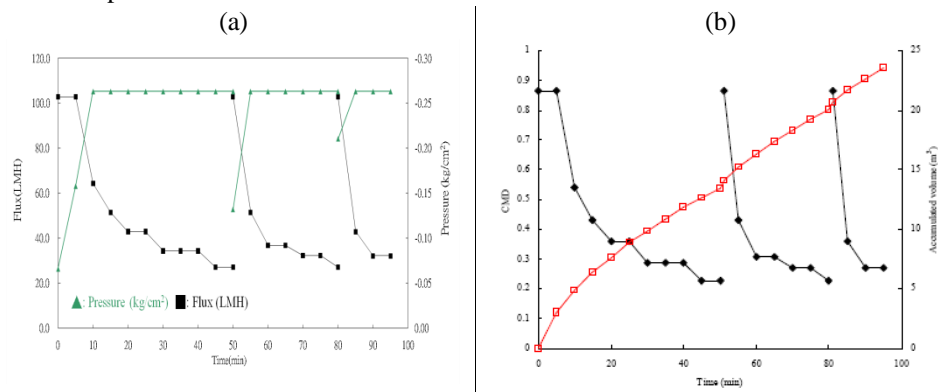 (a)
(b)
120.0
100.0
80.0
60.0
40.0
20.0
0.0
Flux(LMH)
-0.30
-0.25
-0.20
-0.15
-0.10
-0.05
0.00
Pressure (kg/cm²)
▲: Pressure (kg/cm²) ■: Flux (LMH)
0 10 20 30 40 50 60 70 80 90 100
Time(min)
1
0.9
0.8
0.7
0.6
0.5
0.4
0.3
0.2
0.1
0
CMD
25
20
15
10
5
0
Accumulated volume (m³)
0 20 40 60 80 100
Time (min)